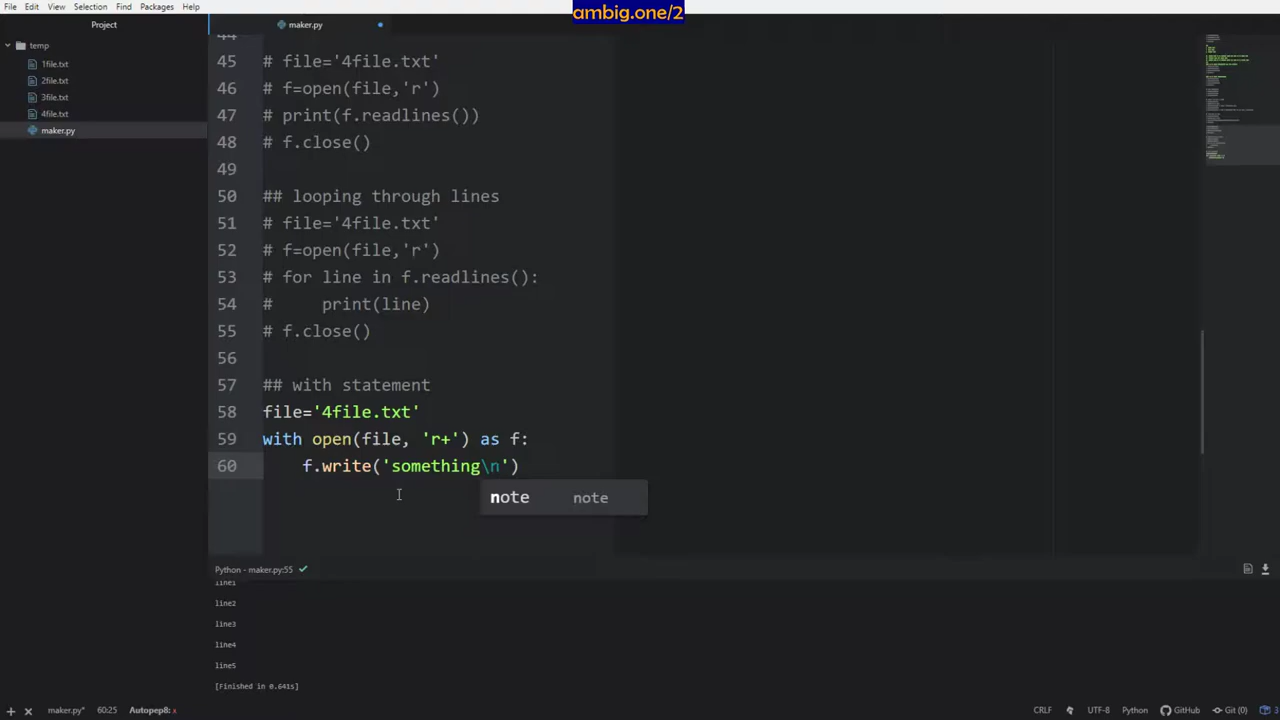 ambig.one/2
File Edit View Selection Find Packages Help
Project
maker.py
temp
1file.txt
2file.txt
3file.txt
4file.txt
maker.py
44
45 # file='4file.txt'
46 # f=open(file,'r')
47 # print(f.readlines())
48 # f.close()
49
50 ## looping through lines
51 # file='4file.txt'
52 # f=open(file,'r')
53 # for line in f.readlines():
54 #     print(line)
55 # f.close()
56
57 ## with statement
58 file='4file.txt'
59 with open(file, 'r+') as f:
60     f.write('something\n')
note note
Python - maker.py:55
line1
line2
line3
line4
line5
[Finished in 0.641s]
maker.py* 60:25 Autopep8: x CRLF UTF-8 Python GitHub Git (0) 3